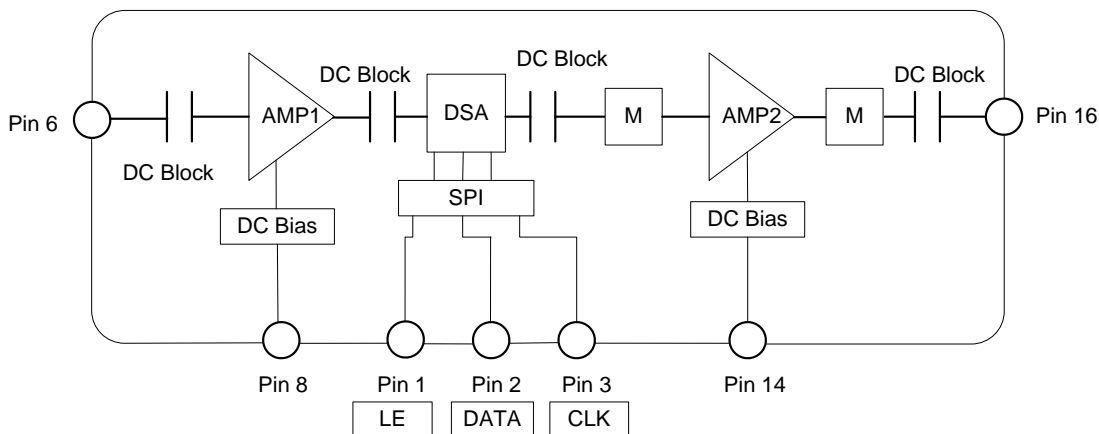 DC Block
DC Block
DC Block
AMP1
DSA
M
AMP2
M
Pin 6
Pin 16
DC Block
SPI
DC Bias
DC Bias
Pin 8
Pin 1
Pin 2
Pin 3
Pin 14
LE
DATA
CLK